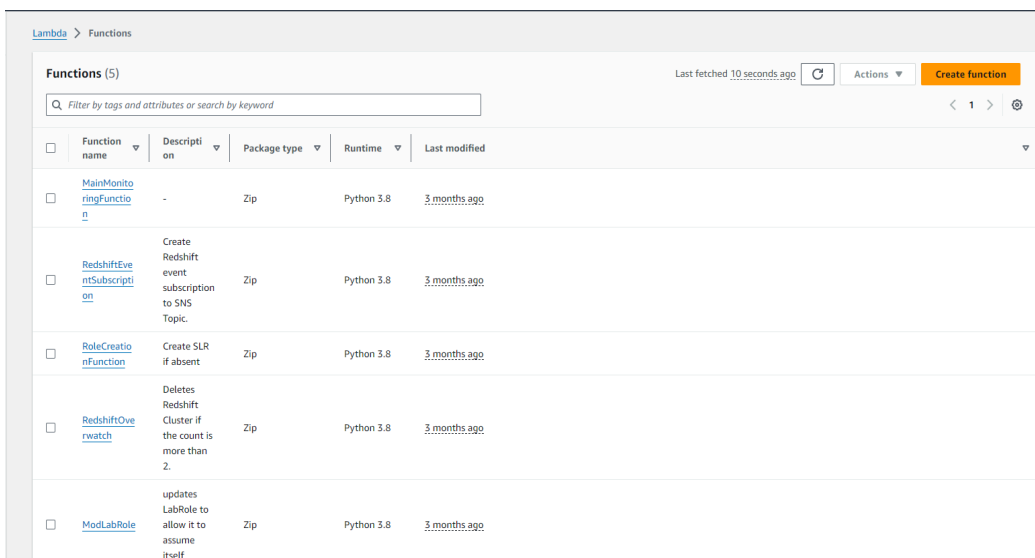 Lambda > Functions
Functions (5)
Last fetched 10 seconds ago
Actions
Create function
Filter by tags and attributes or search by keyword
1
Function name
Description
Package type
Runtime
Last modified
MainMonito
ringFunctio
n
-
Zip
Python 3.8
3 months ago
RedshiftEve
ntSubscripti
on
Create
Redshift
event
subscription
to SNS
Topic.
Zip
Python 3.8
3 months ago
RoleCreatio
nFunction
Create SLR
if absent
Zip
Python 3.8
3 months ago
RedshiftOve
rwatch
Deletes
Redshift
Cluster if
the count is
more than
2.
Zip
Python 3.8
3 months ago
ModLabRole
updates
LabRole to
allow it to
assume
itself
Zip
Python 3.8
3 months ago